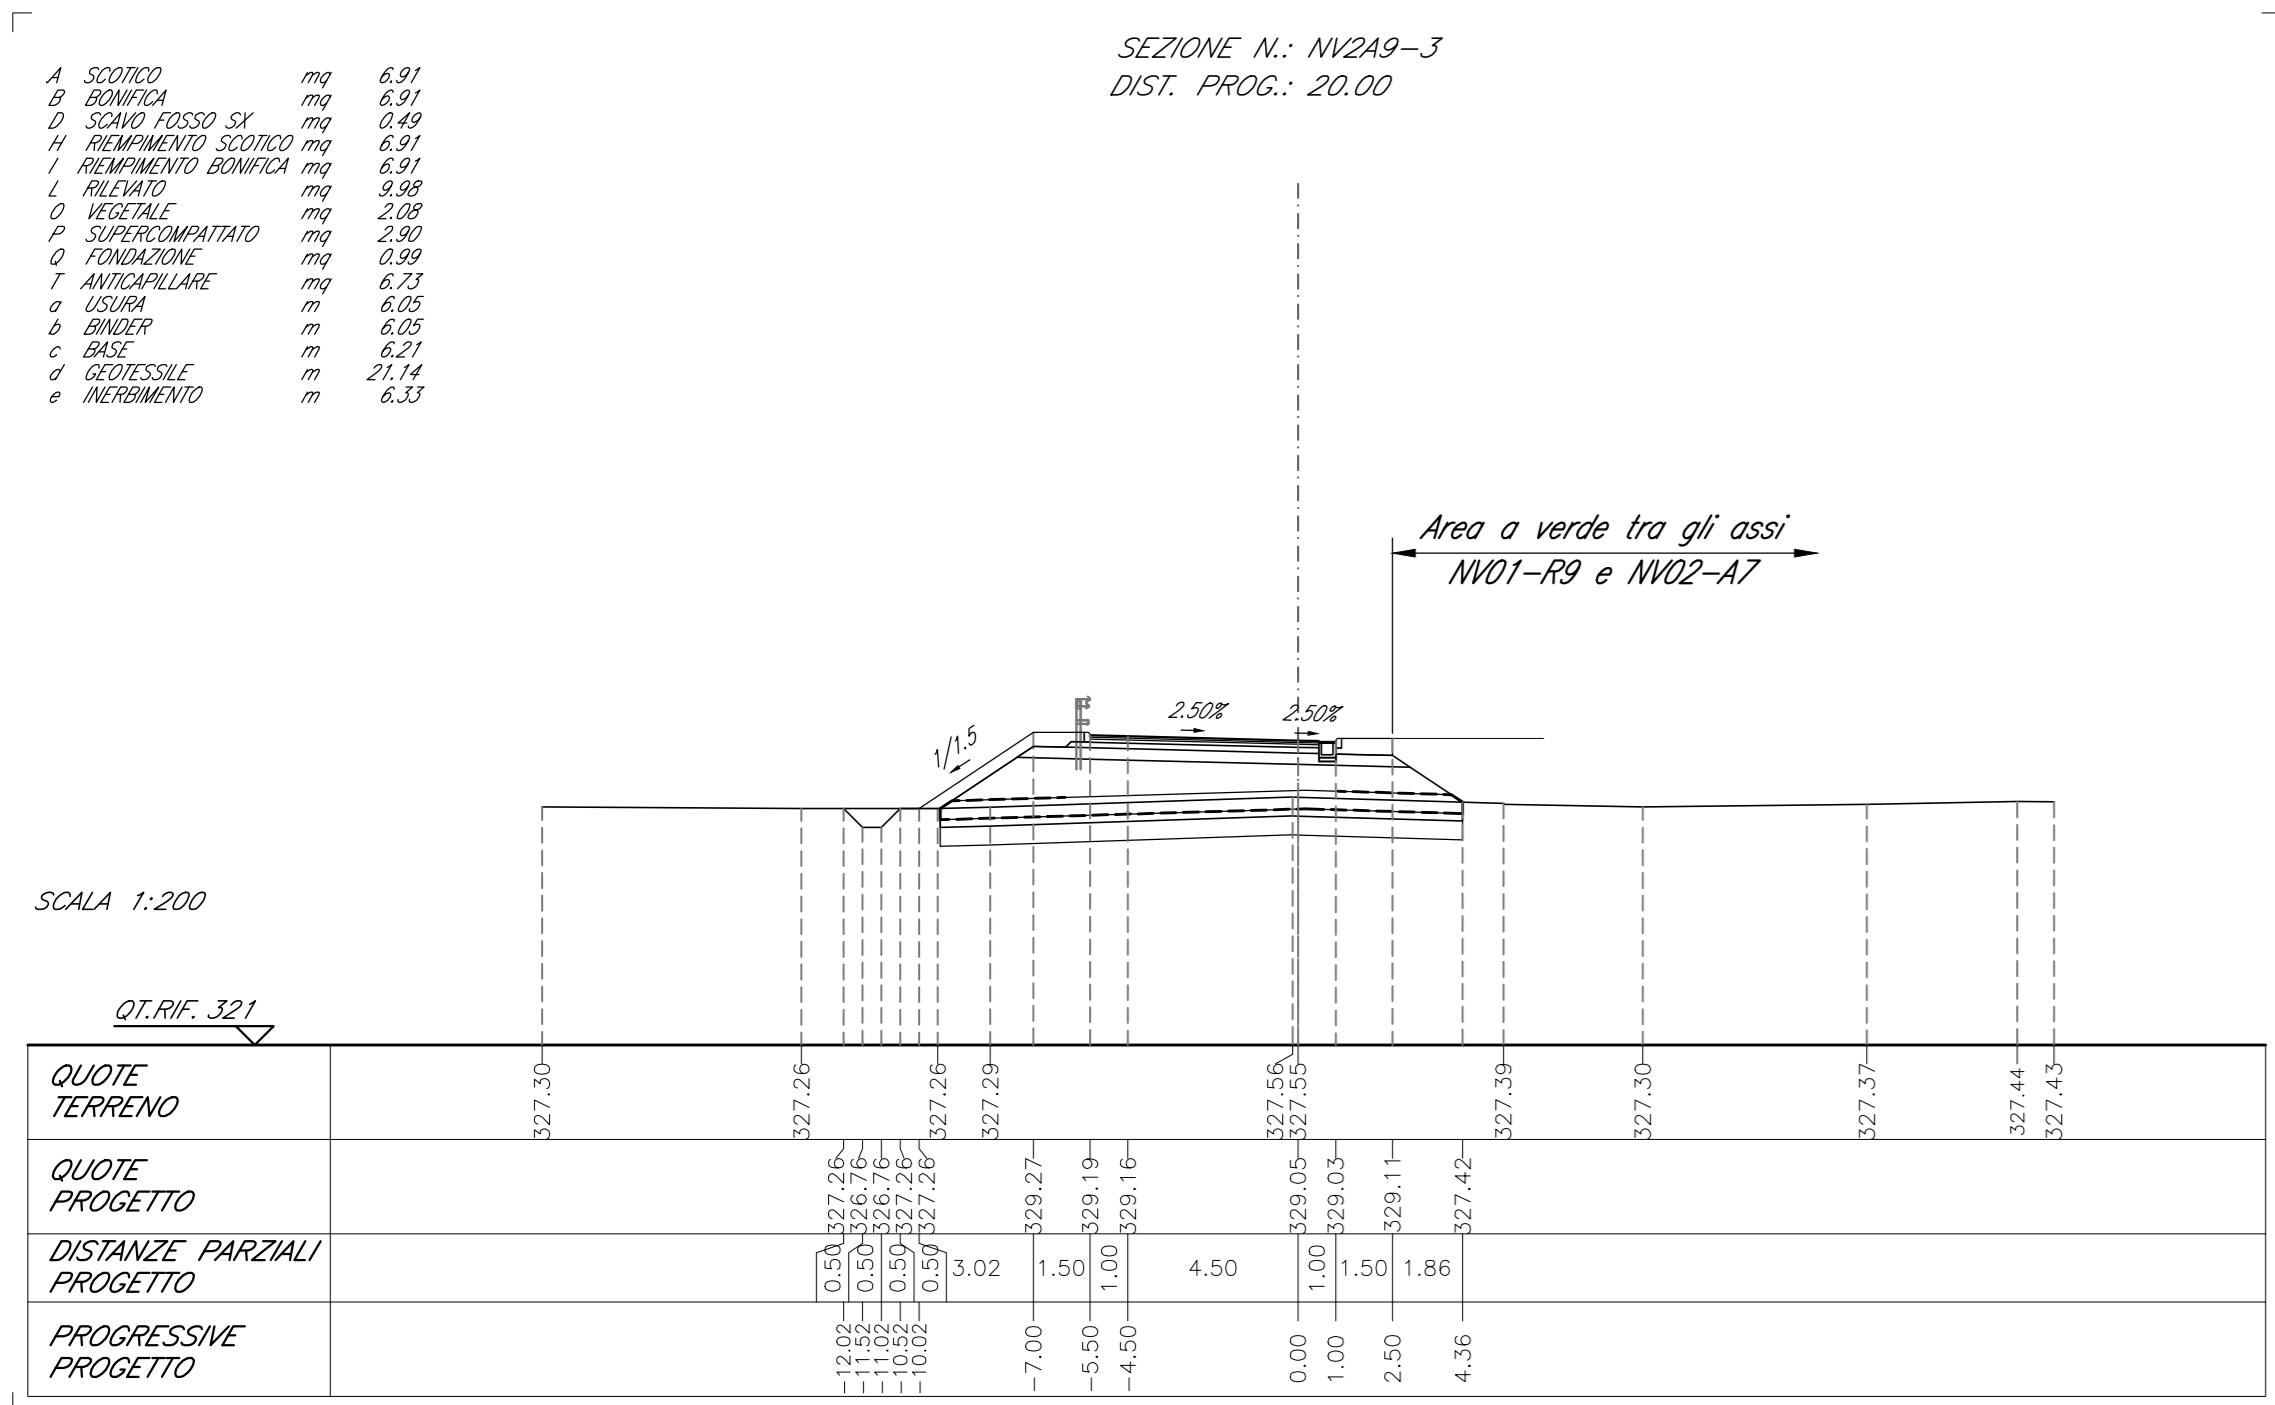 SEZIONE N.: NV2A9-3
DIST. PROG.: 20.00
A SCOTICO mq 6.91
B BONIFICA mq 6.91
D SCAVO FOSSO SX mq 0.49
H RIEMPIMENTO SCOTICO mq 6.91
I RIEMPIMENTO BONIFICA mq 6.91
L RILEVATO mq 9.98
O VEGETALE mq 2.08
P SUPERCOMPATTATO mq 2.90
Q FONDAZIONE mq 0.99
T ANTICAPILLARE mq 6.73
a USURA m 6.05
b BINDER m 6.05
c BASE m 6.21
d GEOTESSILE m 21.14
e INERBIMENTO m 6.33
Area a verde tra gli assi
NV01-R9 e NV02-A7
1/1.5
2.50%
2.50%
SCALA 1:200
QT.RIF. 321
QUOTE
TERRENO
327.30 327.26 327.26 327.29 327.56 327.55 327.39 327.30 327.37 327.44 327.43
QUOTE
PROGETTO
327.26 326.76 326.76 327.26 327.26 329.27 329.19 329.16 329.05 329.03 329.11 327.42
DISTANZE PARZIALI
PROGETTO
0.50 0.50 0.50 0.50 3.02 1.50 1.00 4.50 1.00 1.50 1.86
PROGRESSIVE
PROGETTO
-12.02 -11.52 -11.02 -10.52 -10.02 -7.00 -5.50 -4.50 0.00 1.00 2.50 4.36